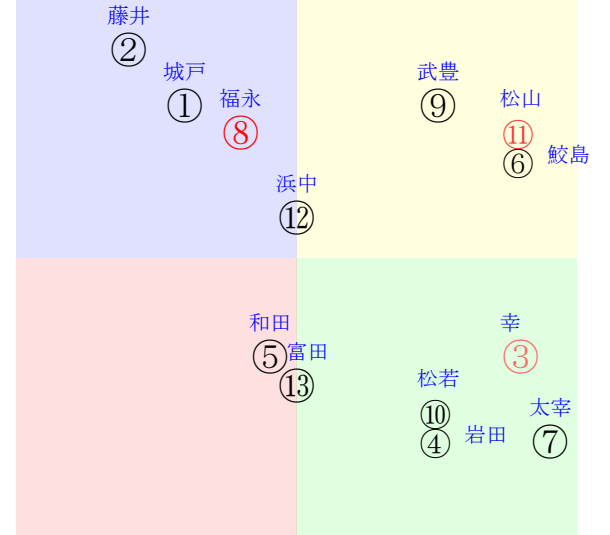 藤井
②
城戸
①
福永
⑧
武豊
⑨
松山
⑪
⑥
鮫島
浜中
⑫
和田
⑤
富田
⑬
幸
③
松若
⑩
④
岩田
太宰
⑦